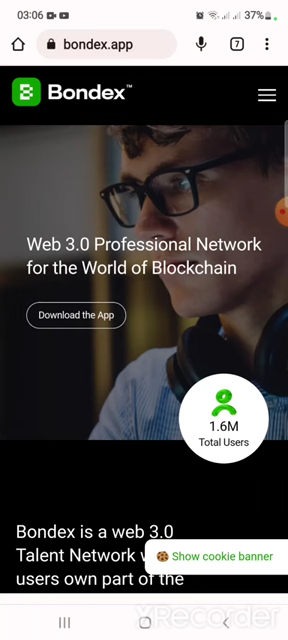 03:06
37%
bondex.app
7
Bondex™
Web 3.0 Professional Network
for the World of Blockchain
Download the App
1.6M
Total Users
Bondex is a web 3.0
Talent Network
users own part of the
Show cookie banner
XRecorder